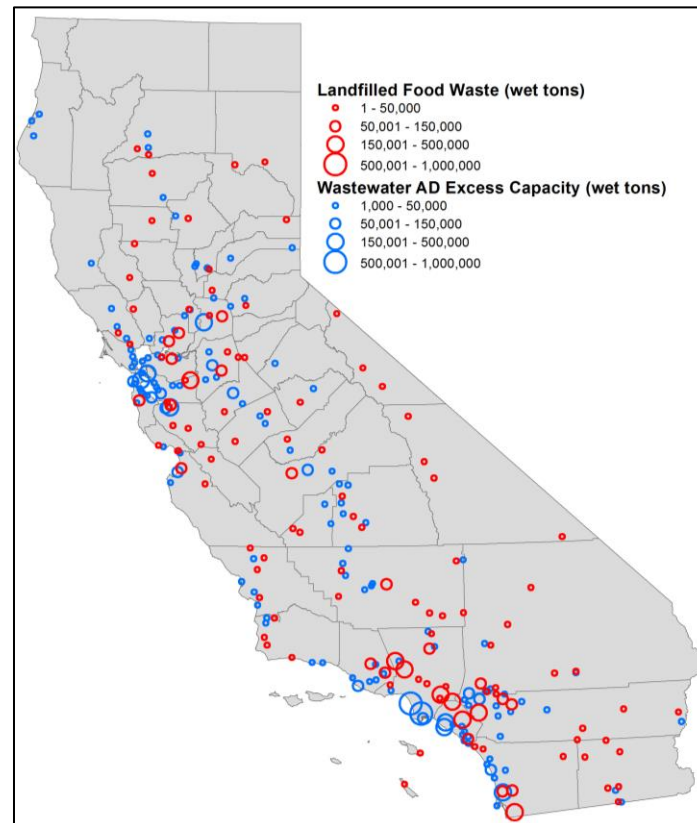 Landfilled Food Waste (wet tons)
1 - 50,000
50,001 - 150,000
150,001 - 500,000
500,001 - 1,000,000
Wastewater AD Excess Capacity (wet tons)
1,000 - 50,000
50,001 - 150,000
150,001 - 500,000
500,001 - 1,000,000